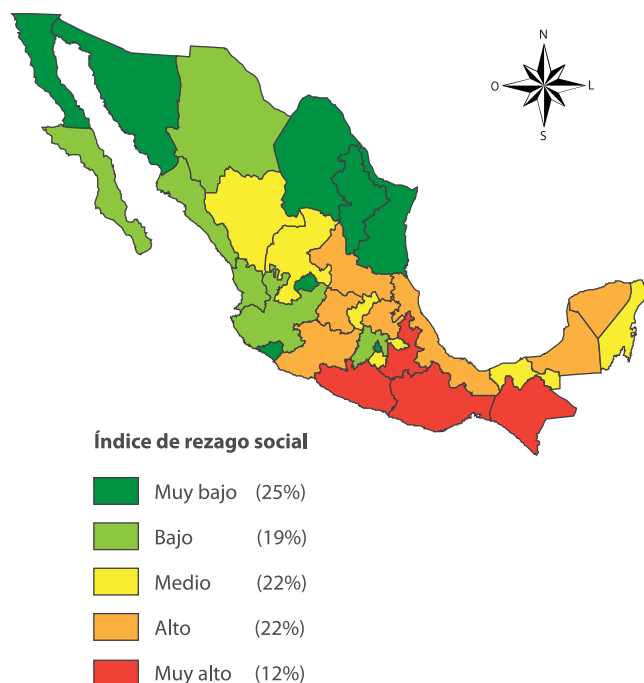 N
O L
S
Índice de rezago social
Muy bajo (25%)
Bajo (19%)
Medio (22%)
Alto (22%)
Muy alto (12%)